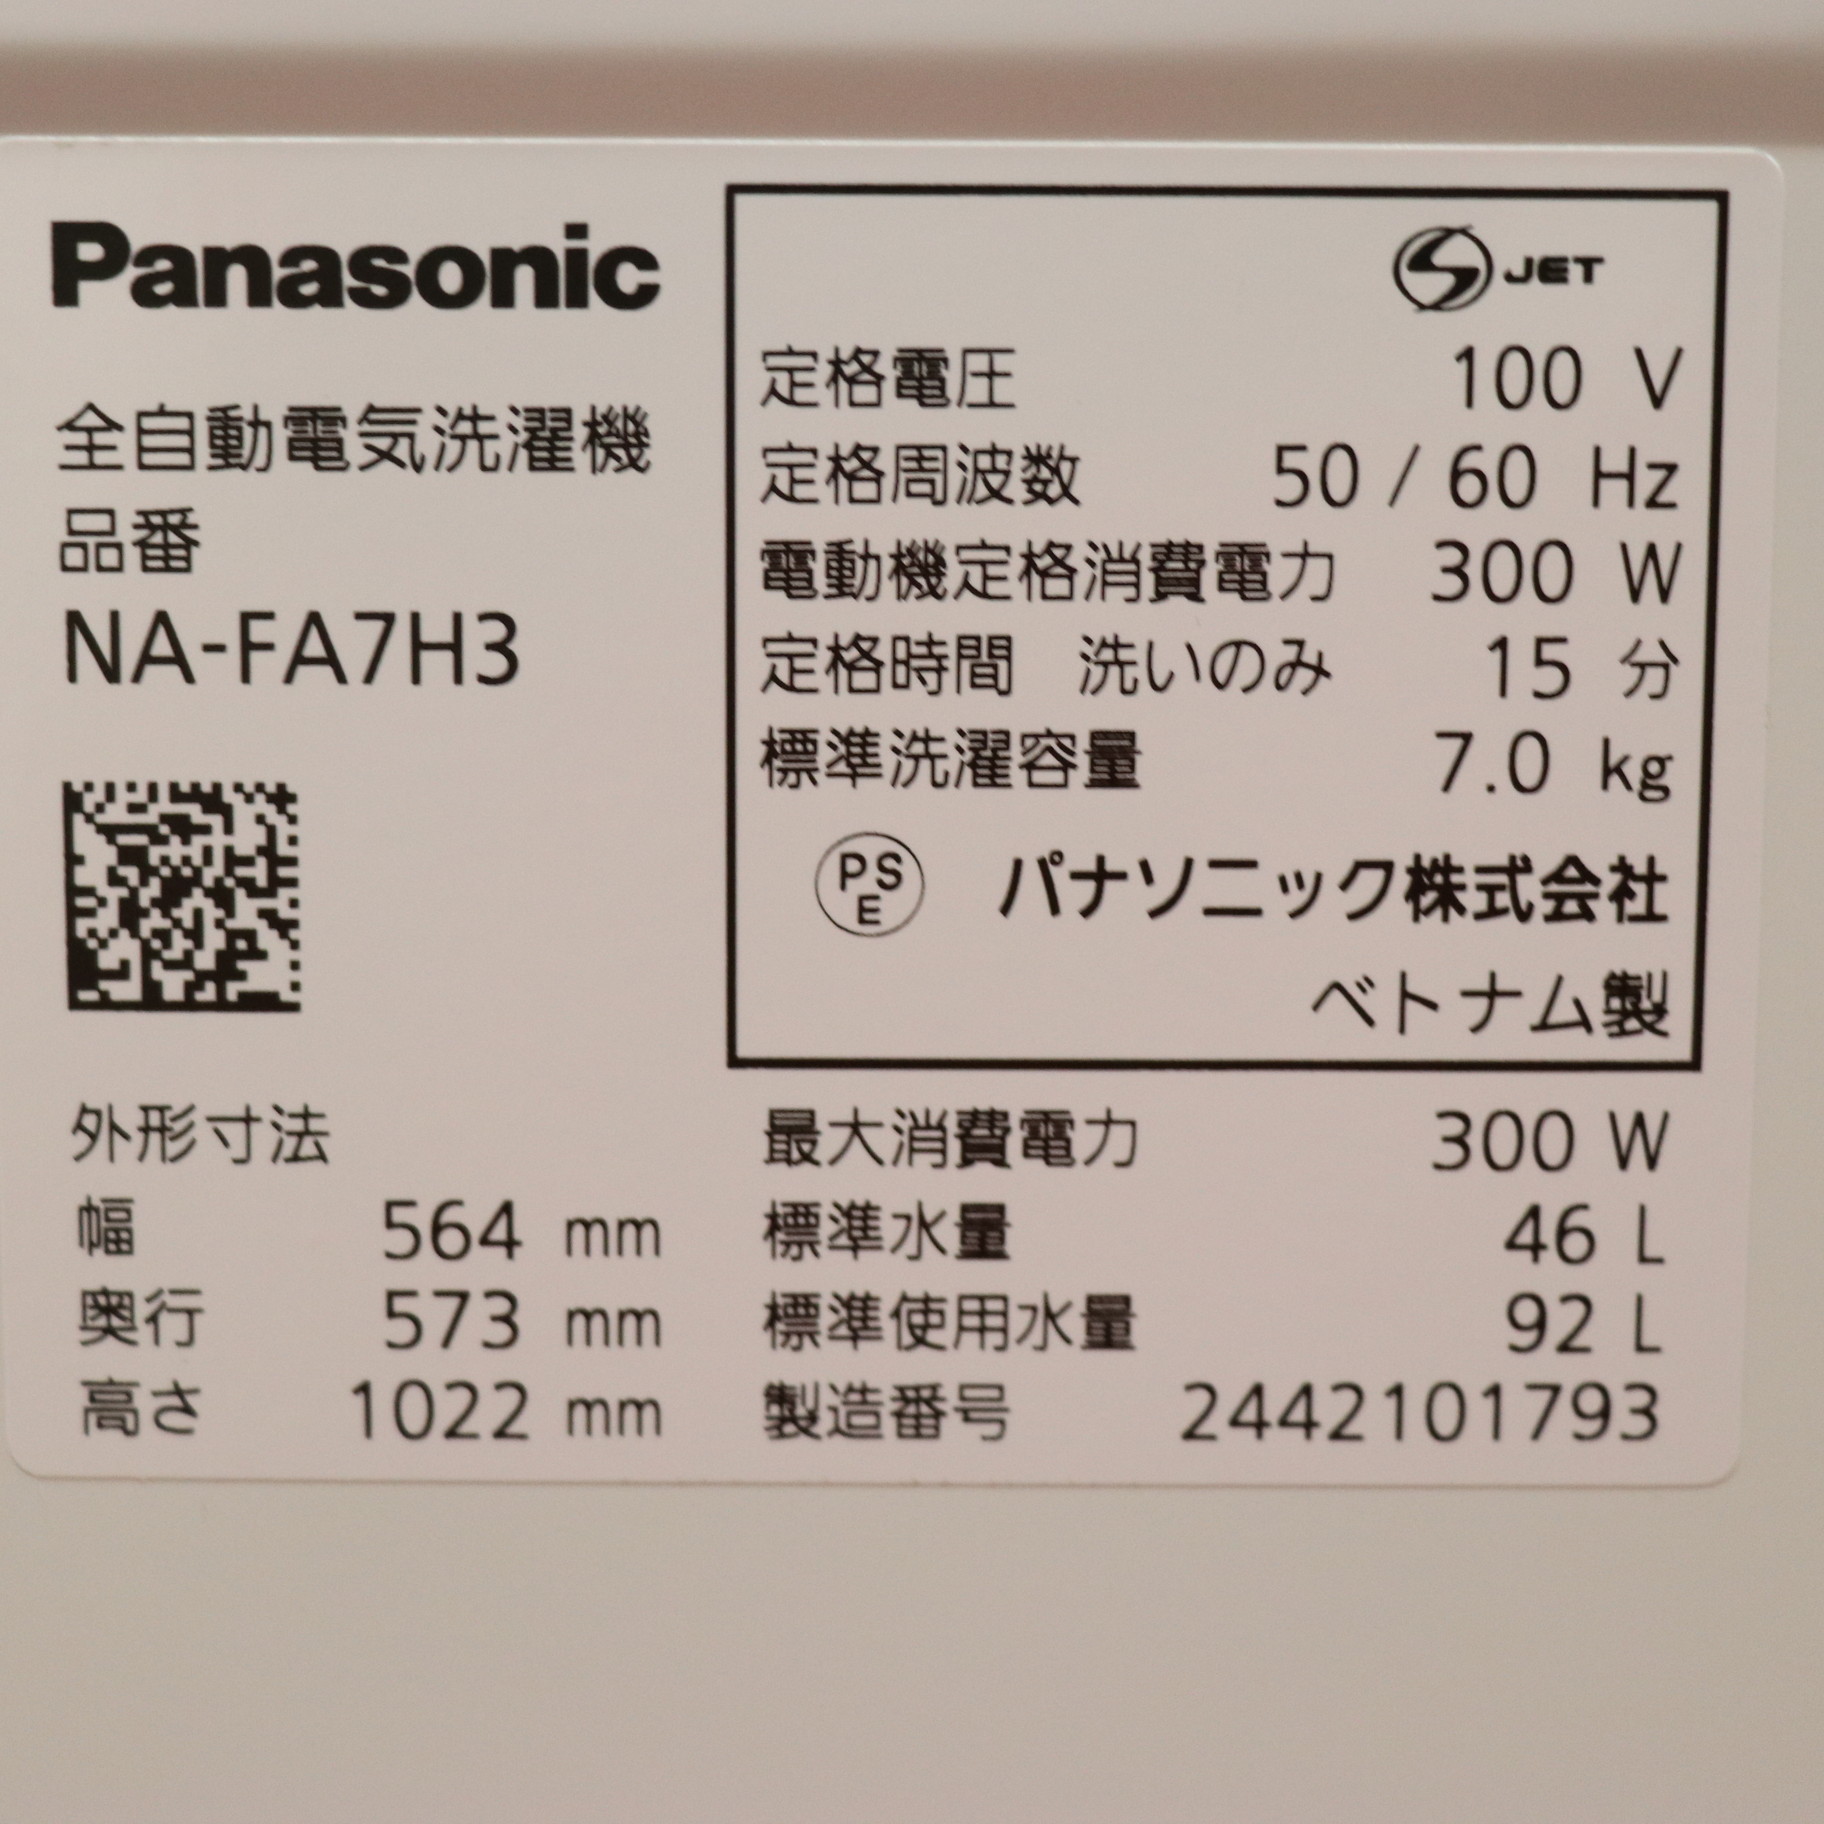 Panasonic
全自動電気洗濯機
品番
NA-FA7H3
JET
定格電圧 100 V
定格周波数 50 / 60 Hz
電動機定格消費電力 300 W
定格時間 洗いのみ 15 分
標準洗濯容量 7.0 kg
PS
E
パナソニック株式会社
ベトナム製
外形寸法
幅 564 mm
奥行 573 mm
高さ 1022 mm
最大消費電力 300 W
標準水量 46 L
標準使用水量 92 L
製造番号 2442101793